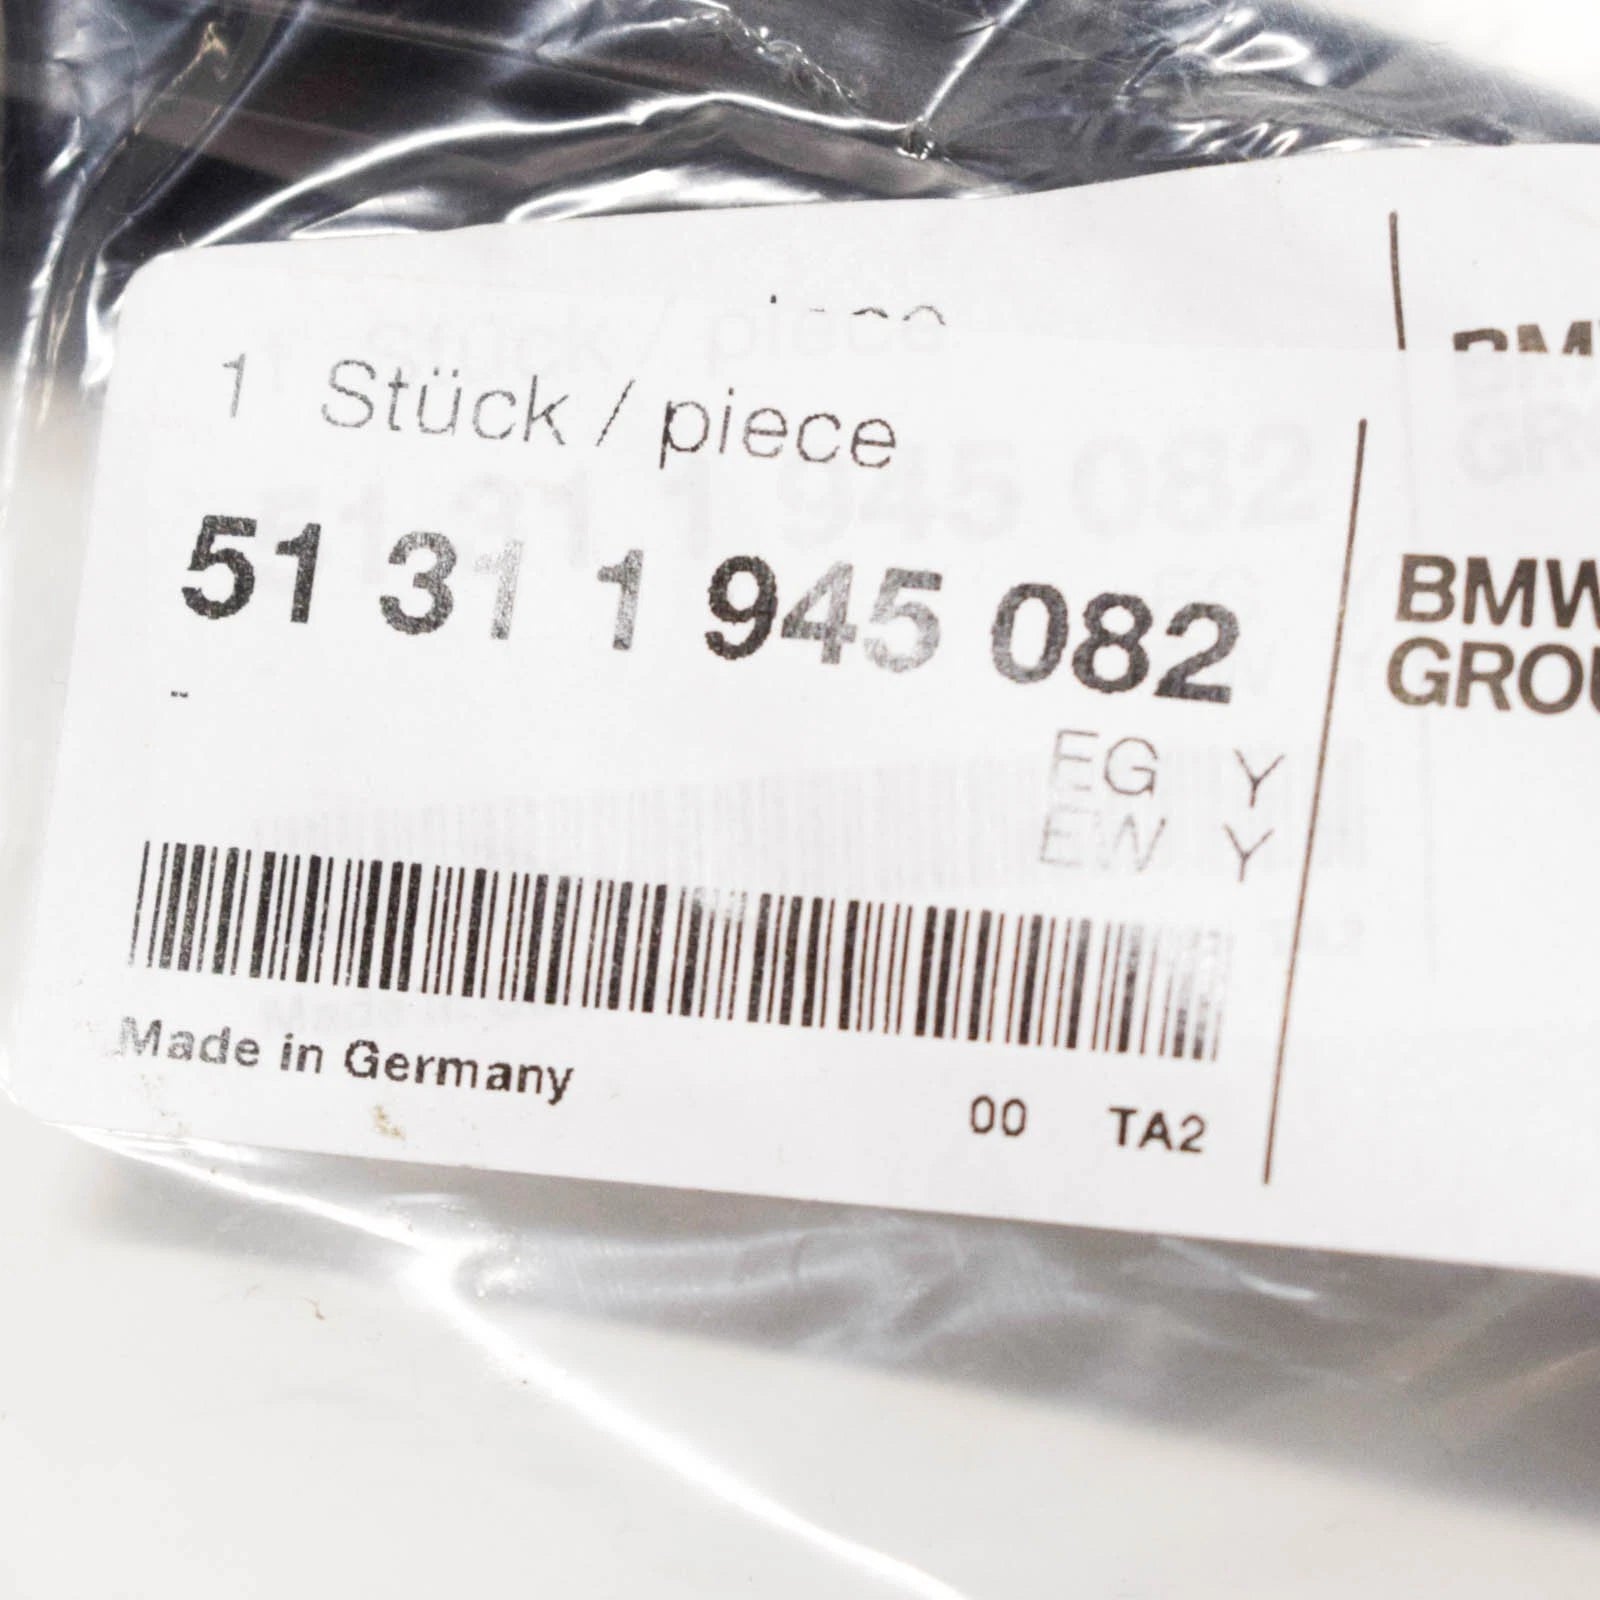 1 Stück / piece
51 31 1 945 082
BMW
GROU
EG Y
EW Y
Made in Germany
00 TA2